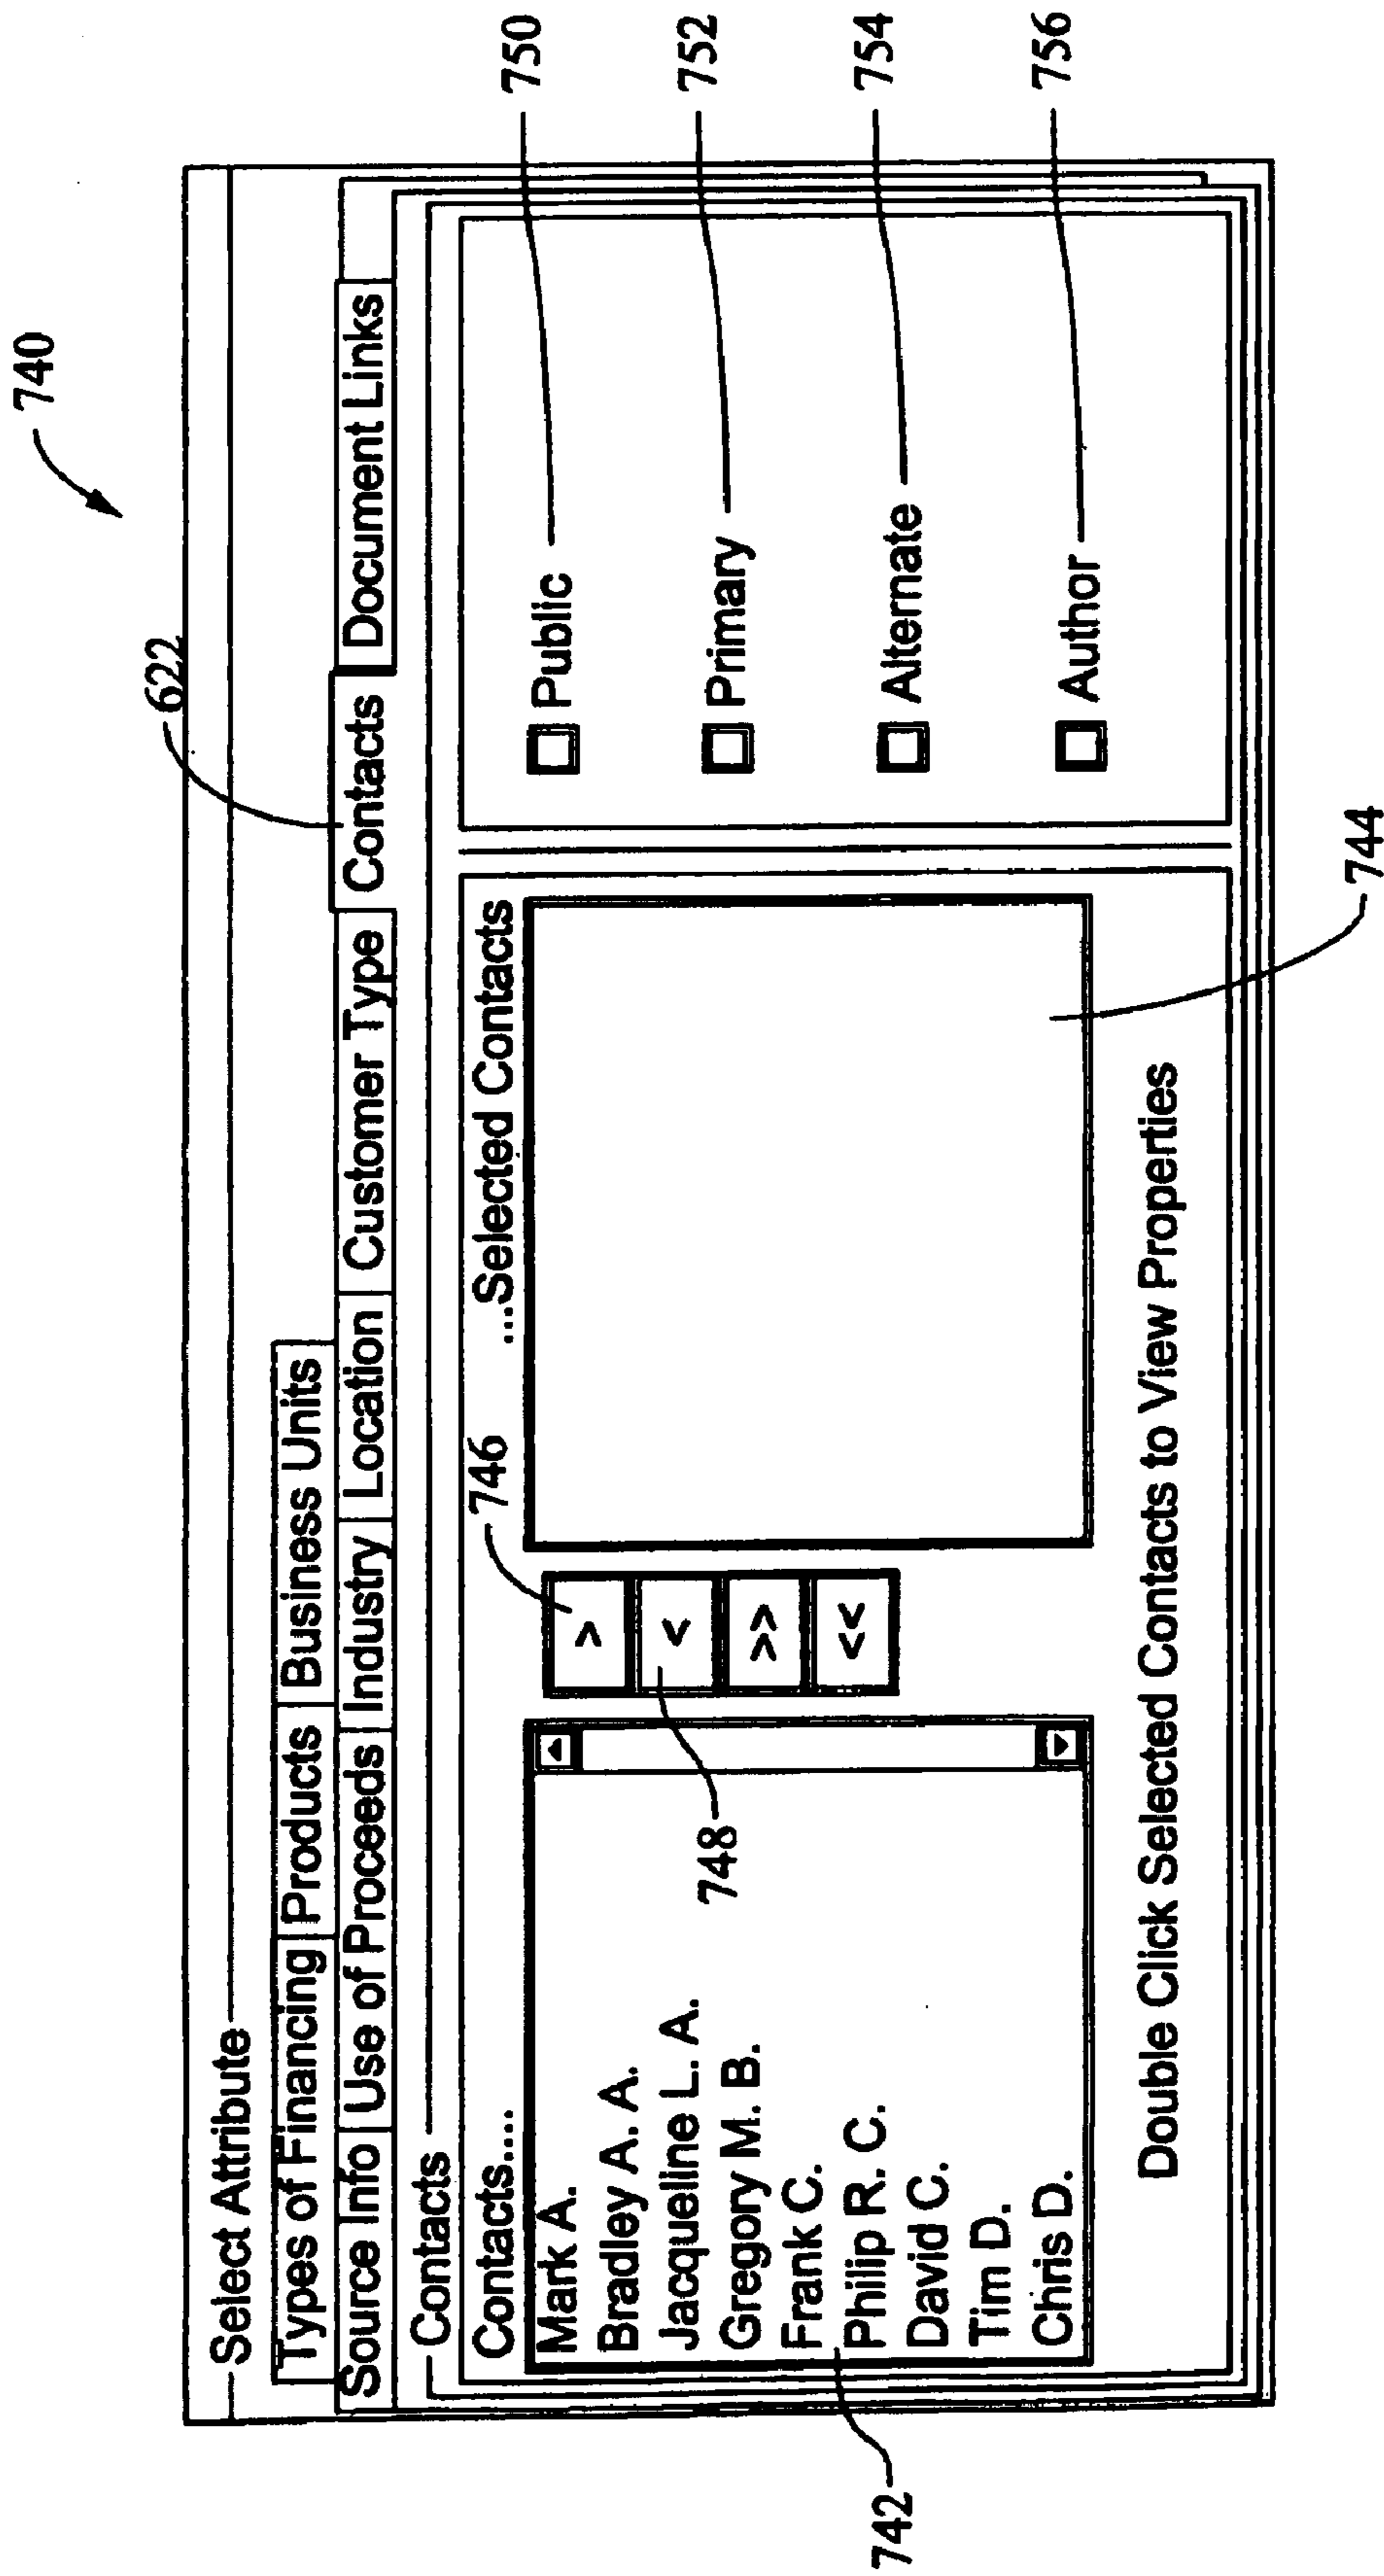 740
622
Select Attribute
Types of Financing Products Business Units
Source Info Use of Proceeds Industry Location Customer Type Contacts Document Links
Contacts
Contacts....
...Selected Contacts
Mark A.
Bradley A. A.
Jacqueline L. A.
Gregory M. B.
Frank C.
Philip R. C.
David C.
Tim D.
Chris D.
742
746
>
<
>>
<<
748
744
Public
750
Primary
752
Alternate
754
Author
756
Double Click Selected Contacts to View Properties